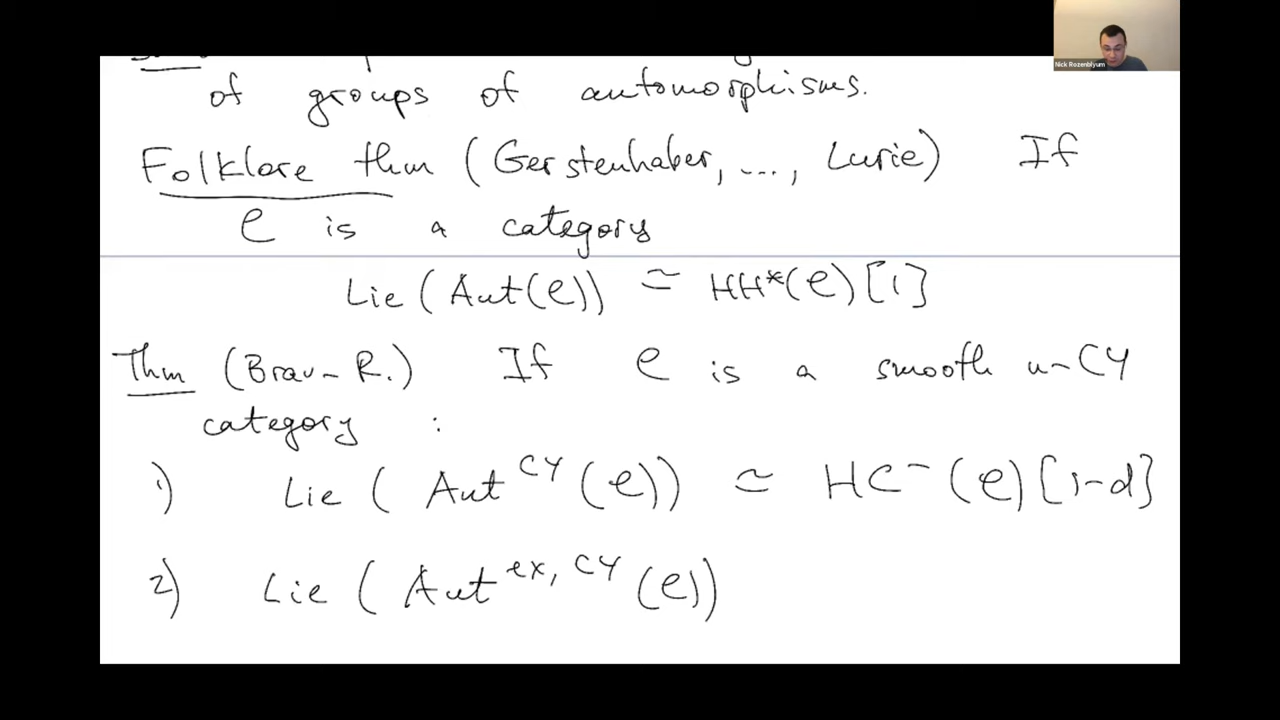 Nick Rozenblyum
of groups of automorphisms.
Folklore thm (Gerstenhaber, ..., Lurie) If
C is a category
Lie (Aut(C)) ≃ HH*(C)[1]
Thm (Brav-R.) If C is a smooth n-CY
category :
1) Lie ( Aut^CY (C)) ≃ HC^- (C)[1-d]
2) Lie ( Aut^ex, CY (C))